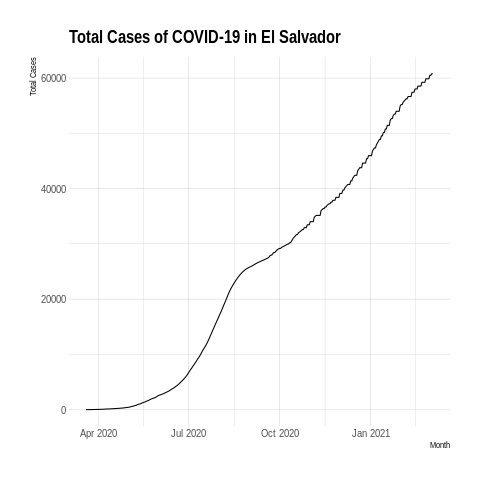 Total Cases of COVID-19 in El Salvador
Total Cases
60000
40000
20000
0
Apr 2020 Jul 2020 Oct 2020 Jan 2021
Month